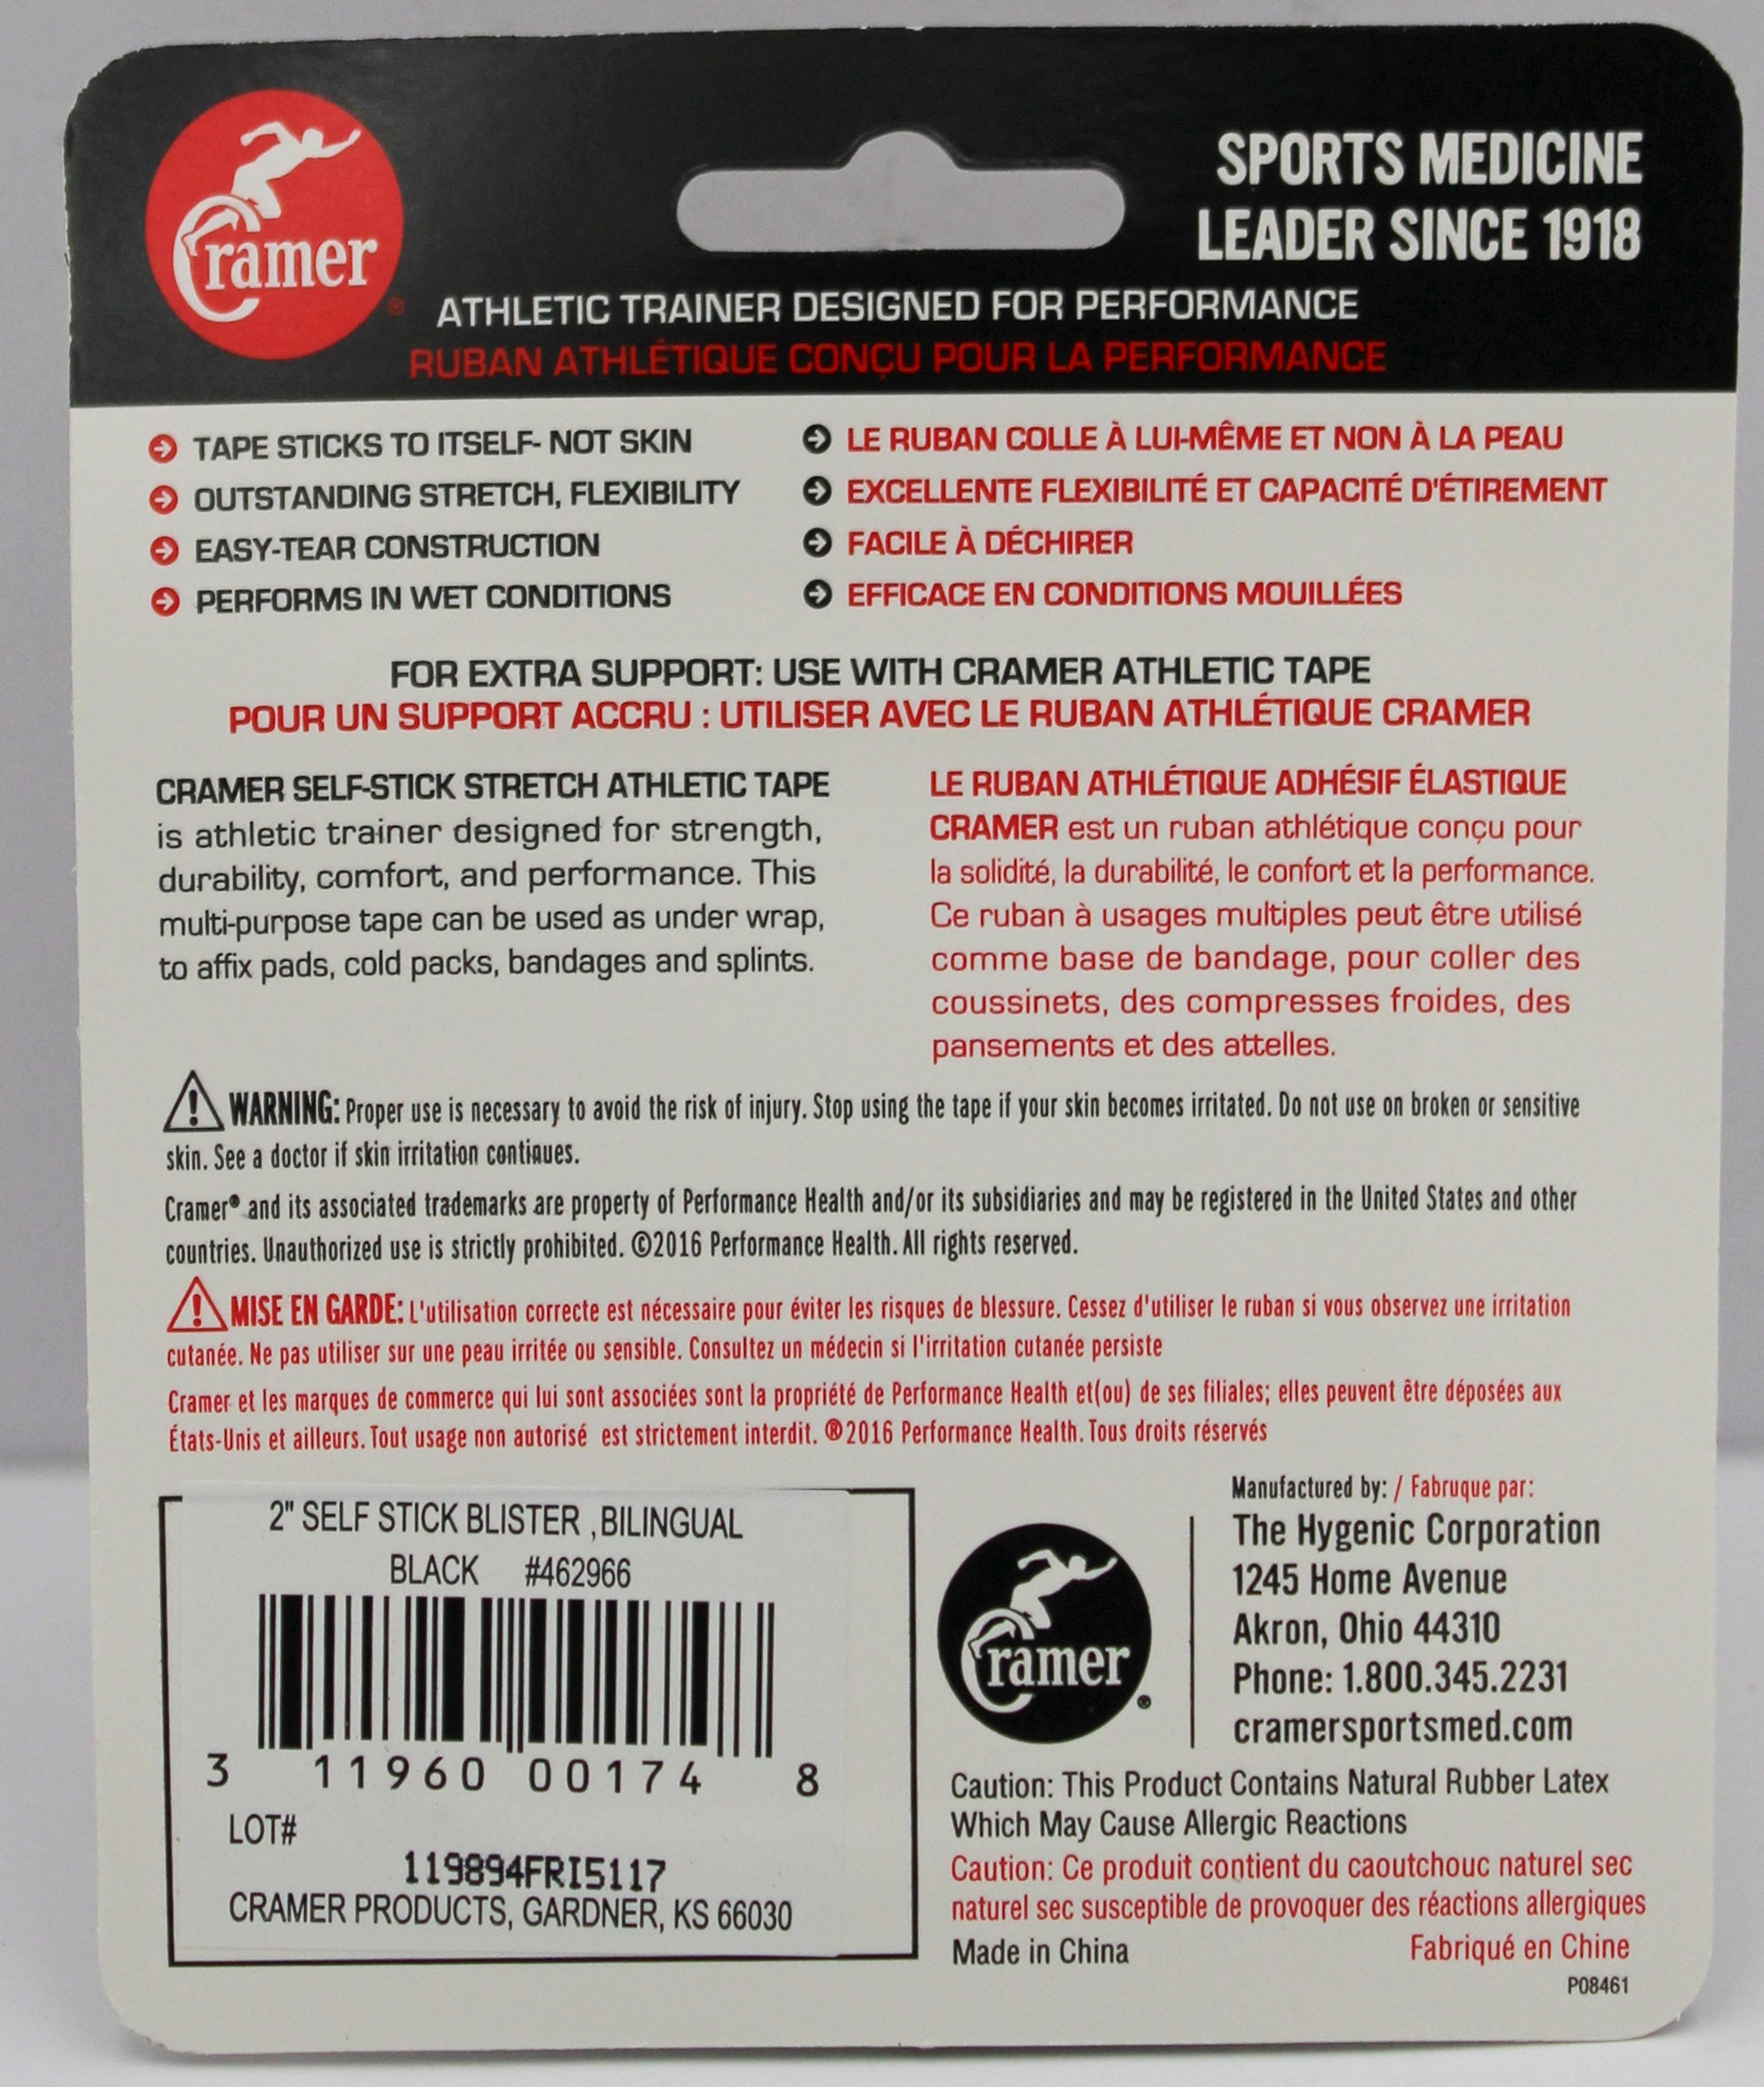 Cramer
®
SPORTS MEDICINE
LEADER SINCE 1918
ATHLETIC TRAINER DESIGNED FOR PERFORMANCE
RUBAN ATHLÉTIQUE CONÇU POUR LA PERFORMANCE
TAPE STICKS TO ITSELF- NOT SKIN
OUTSTANDING STRETCH, FLEXIBILITY
EASY-TEAR CONSTRUCTION
PERFORMS IN WET CONDITIONS
LE RUBAN COLLE À LUI-MÊME ET NON À LA PEAU
EXCELLENTE FLEXIBILITÉ ET CAPACITÉ D'ÉTIREMENT
FACILE À DÉCHIRER
EFFICACE EN CONDITIONS MOUILLÉES
FOR EXTRA SUPPORT: USE WITH CRAMER ATHLETIC TAPE
POUR UN SUPPORT ACCRU : UTILISER AVEC LE RUBAN ATHLÉTIQUE CRAMER
CRAMER SELF-STICK STRETCH ATHLETIC TAPE
is athletic trainer designed for strength,
durability, comfort, and performance. This
multi-purpose tape can be used as under wrap,
to affix pads, cold packs, bandages and splints.
LE RUBAN ATHLÉTIQUE ADHÉSIF ÉLASTIQUE
CRAMER est un ruban athlétique conçu pour
la solidité, la durabilité, le confort et la performance.
Ce ruban à usages multiples peut être utilisé
comme base de bandage, pour coller des
coussinets, des compresses froides, des
pansements et des attelles.
WARNING: Proper use is necessary to avoid the risk of injury. Stop using the tape if your skin becomes irritated. Do not use on broken or sensitive
skin. See a doctor if skin irritation continues.
Cramer® and its associated trademarks are property of Performance Health and/or its subsidiaries and may be registered in the United States and other
countries. Unauthorized use is strictly prohibited. ©2016 Performance Health. All rights reserved.
MISE EN GARDE: L'utilisation correcte est nécessaire pour éviter les risques de blessure. Cessez d'utiliser le ruban si vous observez une irritation
cutanée. Ne pas utiliser sur une peau irritée ou sensible. Consultez un médecin si l'irritation cutanée persiste
Cramer et les marques de commerce qui lui sont associées sont la propriété de Performance Health et(ou) de ses filiales; elles peuvent être déposées aux
États-Unis et ailleurs. Tout usage non autorisé est strictement interdit. ®2016 Performance Health. Tous droits réservés
2" SELF STICK BLISTER ,BILINGUAL
BLACK #462966
3 11960 00174 8
LOT#
119894FRI5117
CRAMER PRODUCTS, GARDNER, KS 66030
Cramer
®
Manufactured by: / Fabruque par:
The Hygenic Corporation
1245 Home Avenue
Akron, Ohio 44310
Phone: 1.800.345.2231
cramersportsmed.com
Caution: This Product Contains Natural Rubber Latex
Which May Cause Allergic Reactions
Caution: Ce produit contient du caoutchouc naturel sec
naturel sec susceptible de provoquer des réactions allergiques
Made in China Fabriqué en Chine
P08461